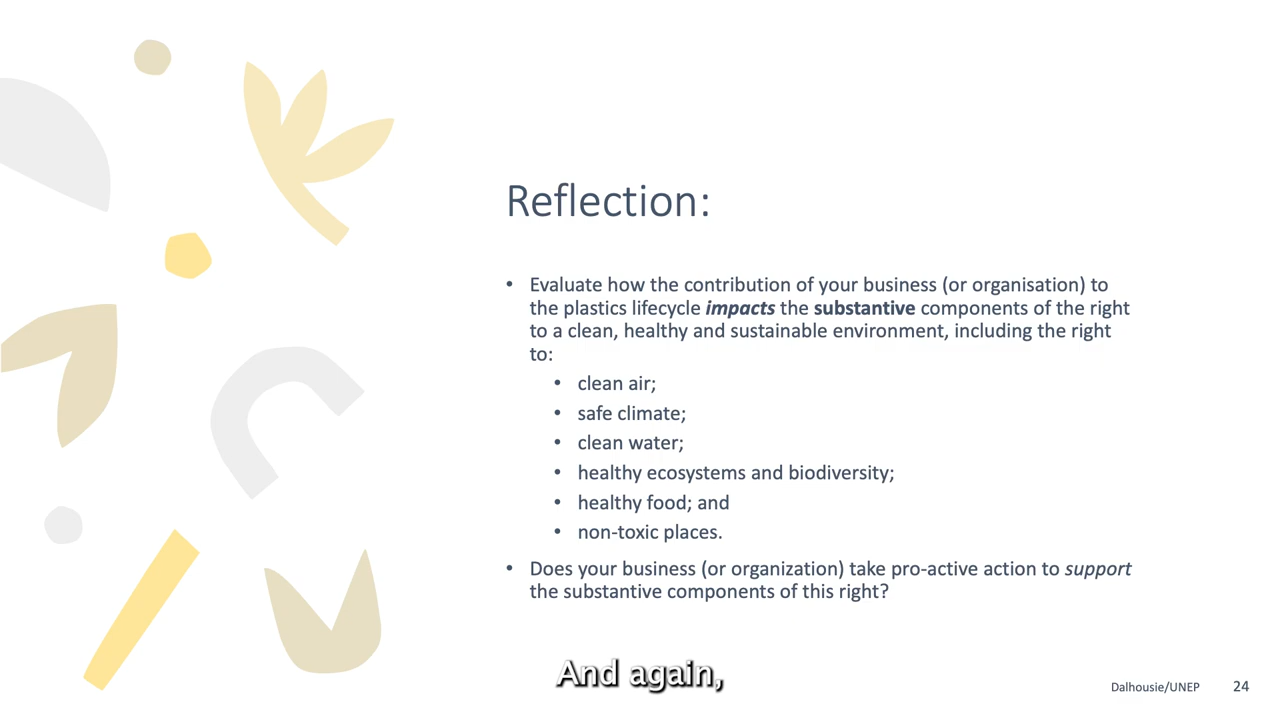 Reflection:
• Evaluate how the contribution of your business (or organisation) to
the plastics lifecycle impacts the substantive components of the right
to a clean, healthy and sustainable environment, including the right
to:
• clean air;
• safe climate;
• clean water;
• healthy ecosystems and biodiversity;
• healthy food; and
• non-toxic places.
• Does your business (or organization) take pro-active action to support
the substantive components of this right?
And again,
Dalhousie/UNEP 24